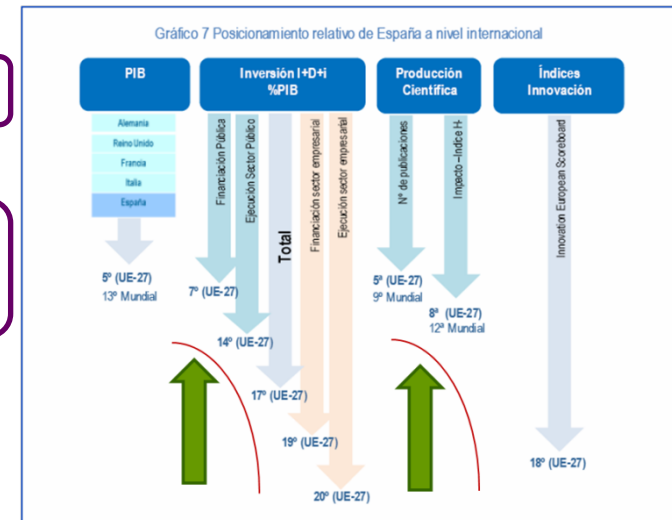 Gráfico 7 Posicionamiento relativo de España a nivel internacional
PIB
Alemania
Reino Unido
Francia
Italia
España
5º (UE-27)
13º Mundial
Inversión I+D+i
%PIB
Financiación Pública
Ejecución Sector Público
Total
Financiación sector empresarial
Ejecución sector empresarial
7º (UE-27)
14º (UE-27)
17º (UE-27)
19º (UE-27)
20º (UE-27)
Producción
Científica
Nº de publicaciones
Impacto –Indice H-
5ª (UE-27)
9º Mundial
8ª (UE-27)
12ª Mundial
Índices
Innovación
Innovation European Scoreboard
18º (UE-27)